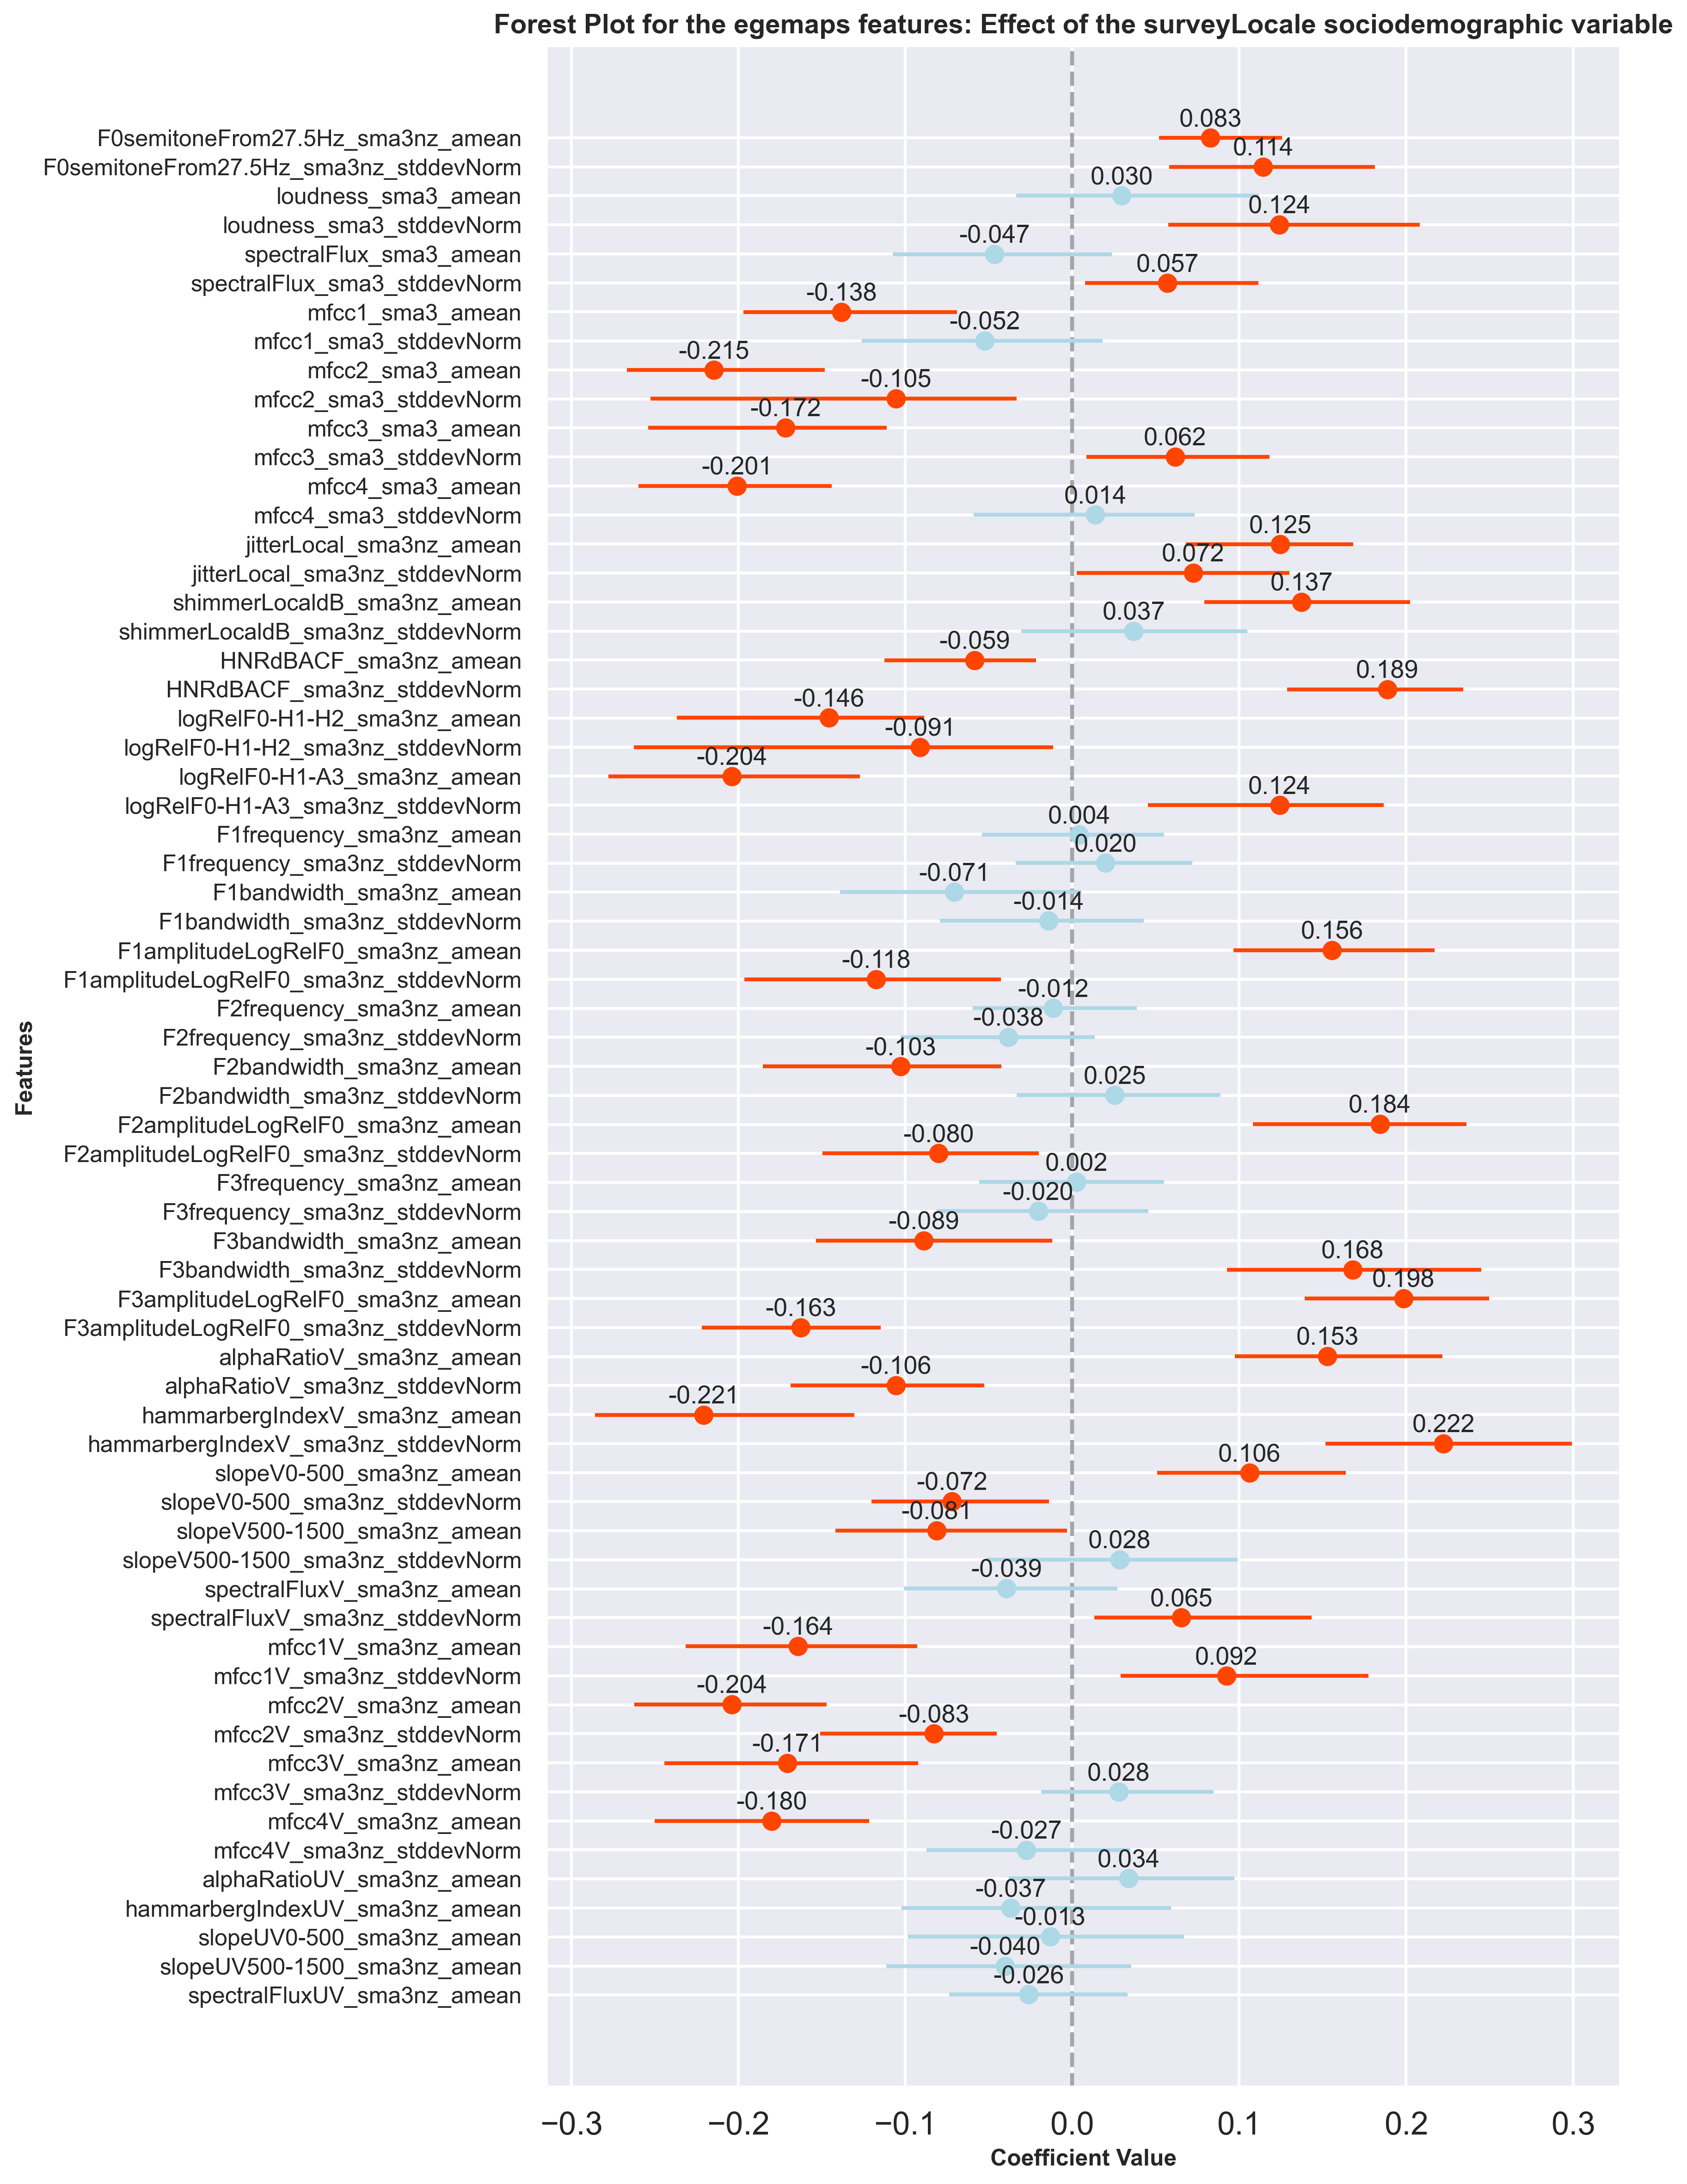 Forest Plot for the egemaps features: Effect of the surveyLocale sociodemographic variable
F0semitoneFrom27.5Hz_sma3nz_amean 0.083
F0semitoneFrom27.5Hz_sma3nz_stddevNorm 0.114
loudness_sma3_amean 0.030
loudness_sma3_stddevNorm 0.124
spectralFlux_sma3_amean -0.047
spectralFlux_sma3_stddevNorm 0.057
mfcc1_sma3_amean -0.138
mfcc1_sma3_stddevNorm -0.052
mfcc2_sma3_amean -0.215
mfcc2_sma3_stddevNorm -0.105
mfcc3_sma3_amean -0.172
mfcc3_sma3_stddevNorm 0.062
mfcc4_sma3_amean -0.201
mfcc4_sma3_stddevNorm 0.014
jitterLocal_sma3nz_amean 0.125
jitterLocal_sma3nz_stddevNorm 0.072
shimmerLocaldB_sma3nz_amean 0.137
shimmerLocaldB_sma3nz_stddevNorm 0.037
HNRdBACF_sma3nz_amean -0.059
HNRdBACF_sma3nz_stddevNorm 0.189
logRelF0-H1-H2_sma3nz_amean -0.146
logRelF0-H1-H2_sma3nz_stddevNorm -0.091
logRelF0-H1-A3_sma3nz_amean -0.204
logRelF0-H1-A3_sma3nz_stddevNorm 0.124
F1frequency_sma3nz_amean 0.004
F1frequency_sma3nz_stddevNorm 0.020
F1bandwidth_sma3nz_amean -0.071
F1bandwidth_sma3nz_stddevNorm -0.014
F1amplitudeLogRelF0_sma3nz_amean 0.156
F1amplitudeLogRelF0_sma3nz_stddevNorm -0.118
F2frequency_sma3nz_amean -0.012
F2frequency_sma3nz_stddevNorm -0.038
F2bandwidth_sma3nz_amean -0.103
F2bandwidth_sma3nz_stddevNorm 0.025
F2amplitudeLogRelF0_sma3nz_amean 0.184
F2amplitudeLogRelF0_sma3nz_stddevNorm -0.080
F3frequency_sma3nz_amean 0.002
F3frequency_sma3nz_stddevNorm -0.020
F3bandwidth_sma3nz_amean -0.089
F3bandwidth_sma3nz_stddevNorm 0.168
F3amplitudeLogRelF0_sma3nz_amean 0.198
F3amplitudeLogRelF0_sma3nz_stddevNorm -0.163
alphaRatioV_sma3nz_amean 0.153
alphaRatioV_sma3nz_stddevNorm -0.106
hammarbergIndexV_sma3nz_amean -0.221
hammarbergIndexV_sma3nz_stddevNorm 0.222
slopeV0-500_sma3nz_amean 0.106
slopeV0-500_sma3nz_stddevNorm -0.072
slopeV500-1500_sma3nz_amean -0.081
slopeV500-1500_sma3nz_stddevNorm 0.028
spectralFluxV_sma3nz_amean -0.039
spectralFluxV_sma3nz_stddevNorm 0.065
mfcc1V_sma3nz_amean -0.164
mfcc1V_sma3nz_stddevNorm 0.092
mfcc2V_sma3nz_amean -0.204
mfcc2V_sma3nz_stddevNorm -0.083
mfcc3V_sma3nz_amean -0.171
mfcc3V_sma3nz_stddevNorm 0.028
mfcc4V_sma3nz_amean -0.180
mfcc4V_sma3nz_stddevNorm -0.027
alphaRatioUV_sma3nz_amean 0.034
hammarbergIndexUV_sma3nz_amean -0.037
slopeUV0-500_sma3nz_amean -0.013
slopeUV500-1500_sma3nz_amean -0.040
spectralFluxUV_sma3nz_amean -0.026
Features
−0.3 −0.2 −0.1 0.0 0.1 0.2 0.3
Coefficient Value